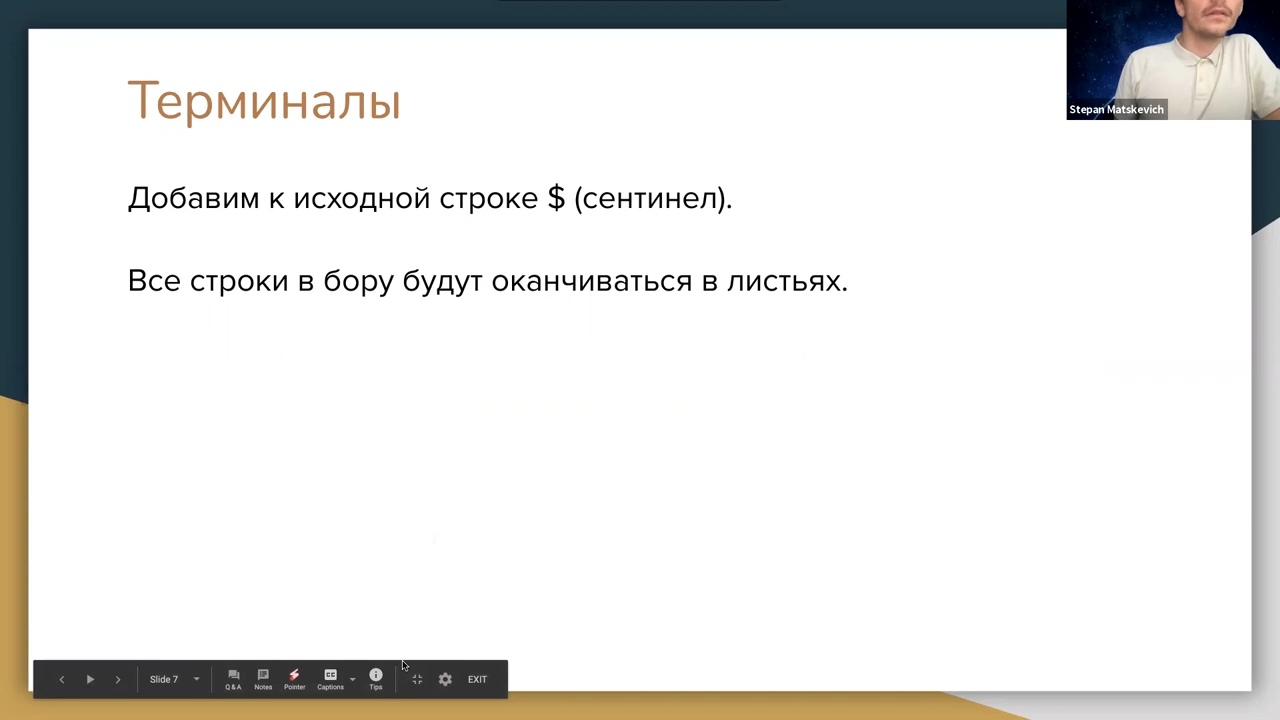 Терминалы
Stepan Matskevich
Добавим к исходной строке $ (сентинел).
Все строки в бору будут оканчиваться в листьях.
Slide 7
Q & A
Notes
Pointer
CC
Captions
Tips
EXIT